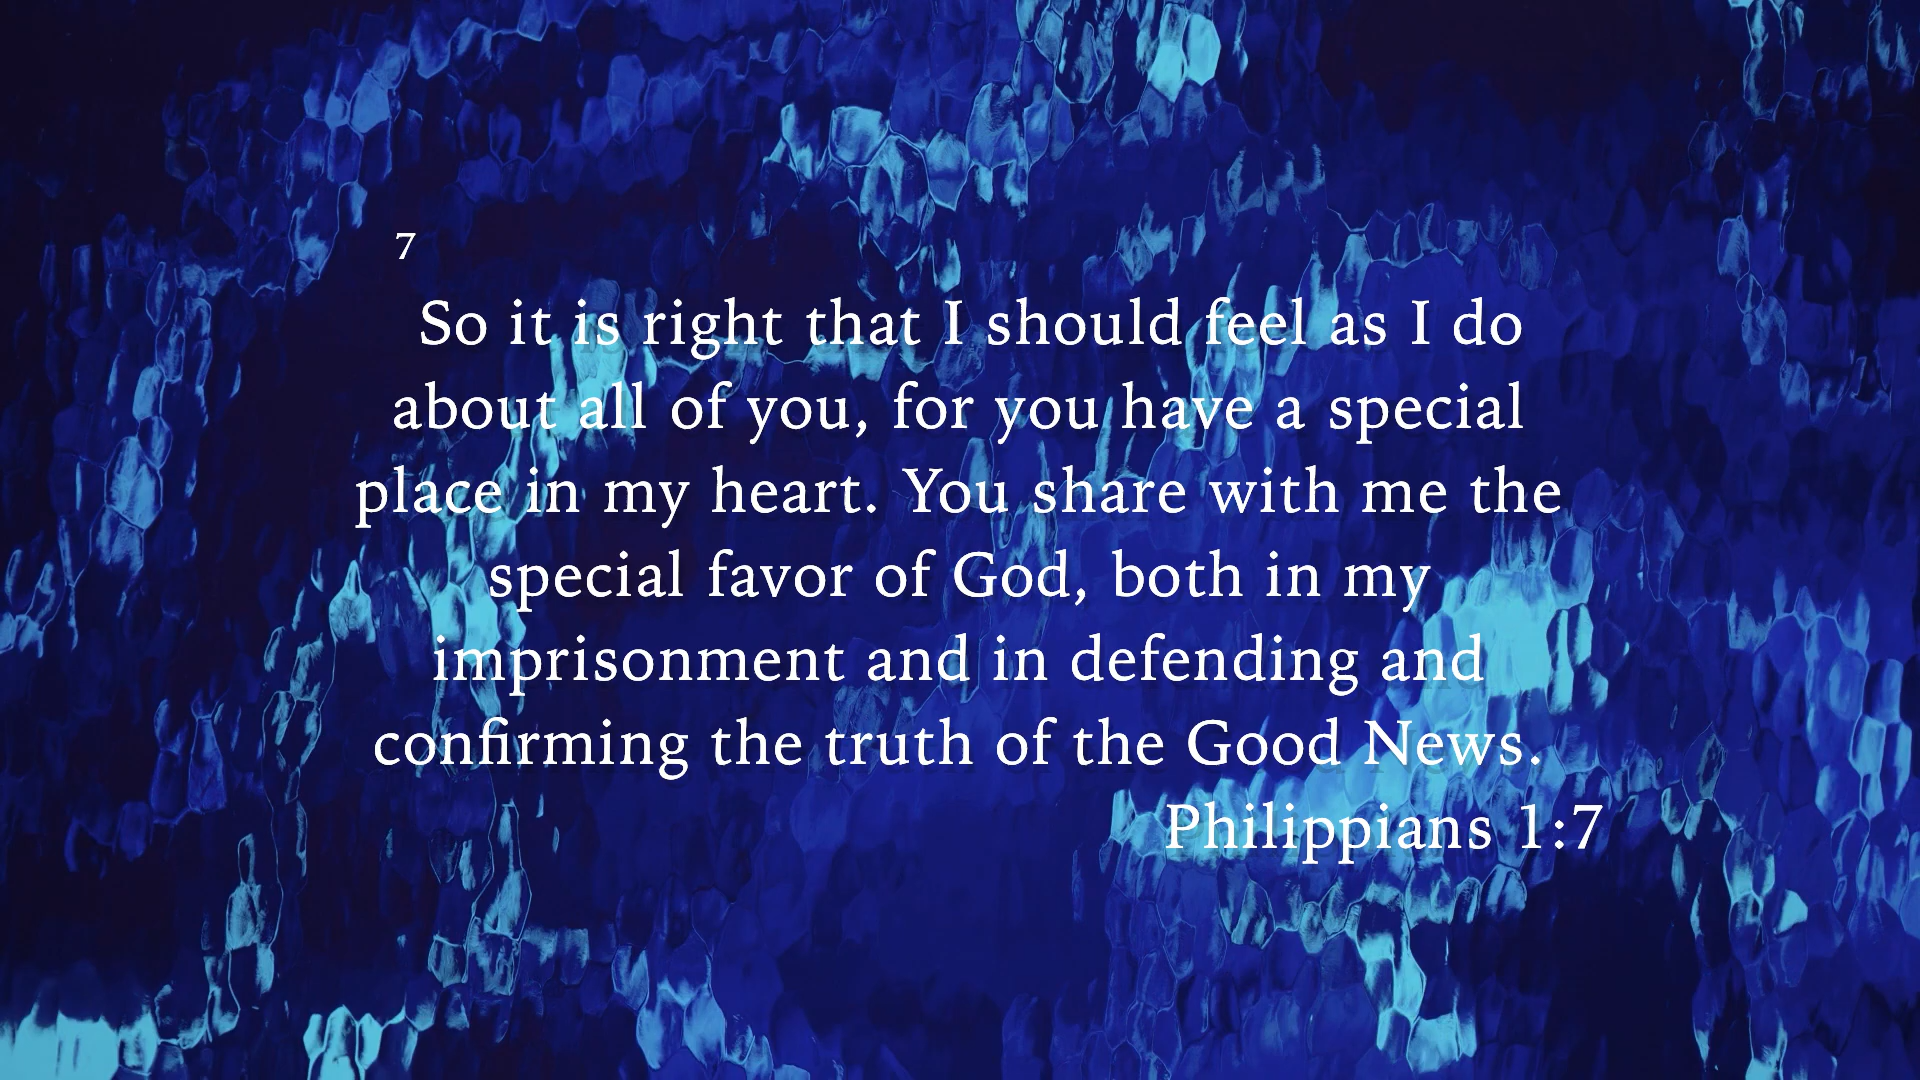 7
So it is right that I should feel as I do
about all of you, for you have a special
place in my heart. You share with me the
special favor of God, both in my
imprisonment and in defending and
confirming the truth of the Good News.
Philippians 1:7